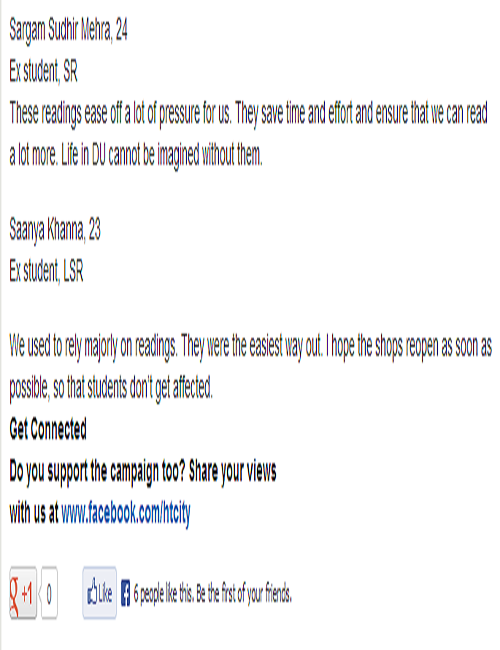 Sargam Sudhir Mehra, 24
Ex student, SR
These readings ease off a lot of pressure for us. They save time and effort and ensure that we can read
a lot more. Life in DU cannot be imagined without them.
Saanya Khanna, 23
Ex student, LSR
We used to rely majorly on readings. They were the easiest way out. I hope the shops reopen as soon as
possible, so that students don't get affected.
Get Connected
Do you support the campaign too? Share your views
with us at www.facebook.com/htcity
g +1 0 Like f 6 people like this. Be the first of your friends.